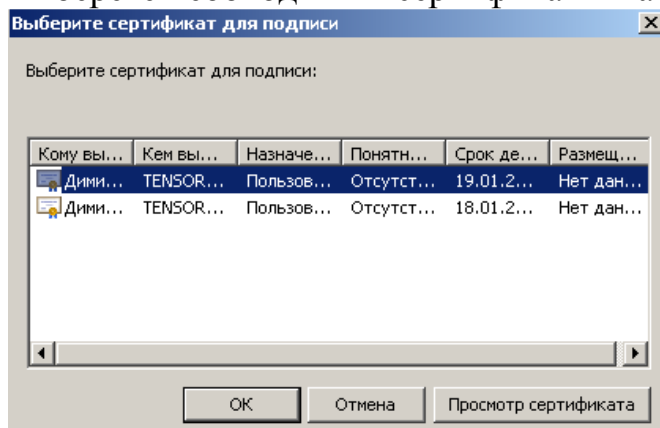 Выберите сертификат для подписи
Выберите сертификат для подписи:
Кому вы... Кем вы... Назначе... Понятн... Срок де... Размещ...
Дими... TENSOR... Пользов... Отсутст... 19.01.2... Нет дан...
Дими... TENSOR... Пользов... Отсутст... 18.01.2... Нет дан...
ОК Отмена Просмотр сертификата